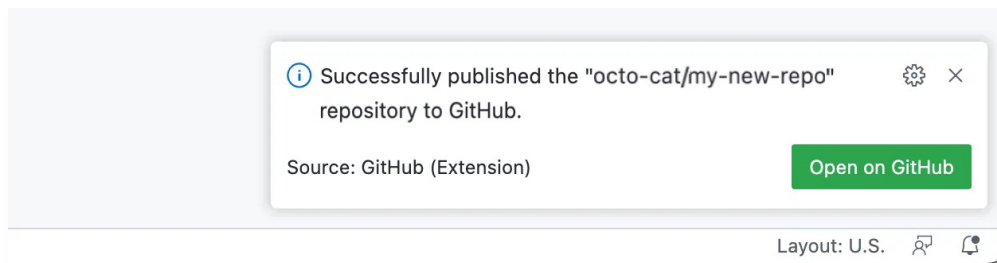 Successfully published the "octo-cat/my-new-repo"
repository to GitHub.
Source: GitHub (Extension)
Open on GitHub
Layout: U.S.